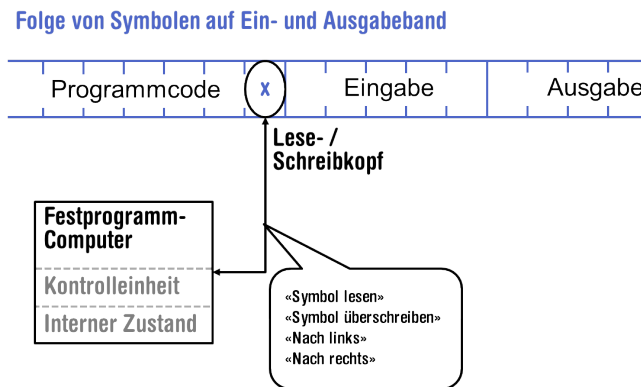 Folge von Symbolen auf Ein- und Ausgabeband
Programmcode x Eingabe Ausgabe
Lese- /
Schreibkopf
Festprogramm-
Computer
Kontrolleinheit
Interner Zustand
«Symbol lesen»
«Symbol überschreiben»
«Nach links»
«Nach rechts»